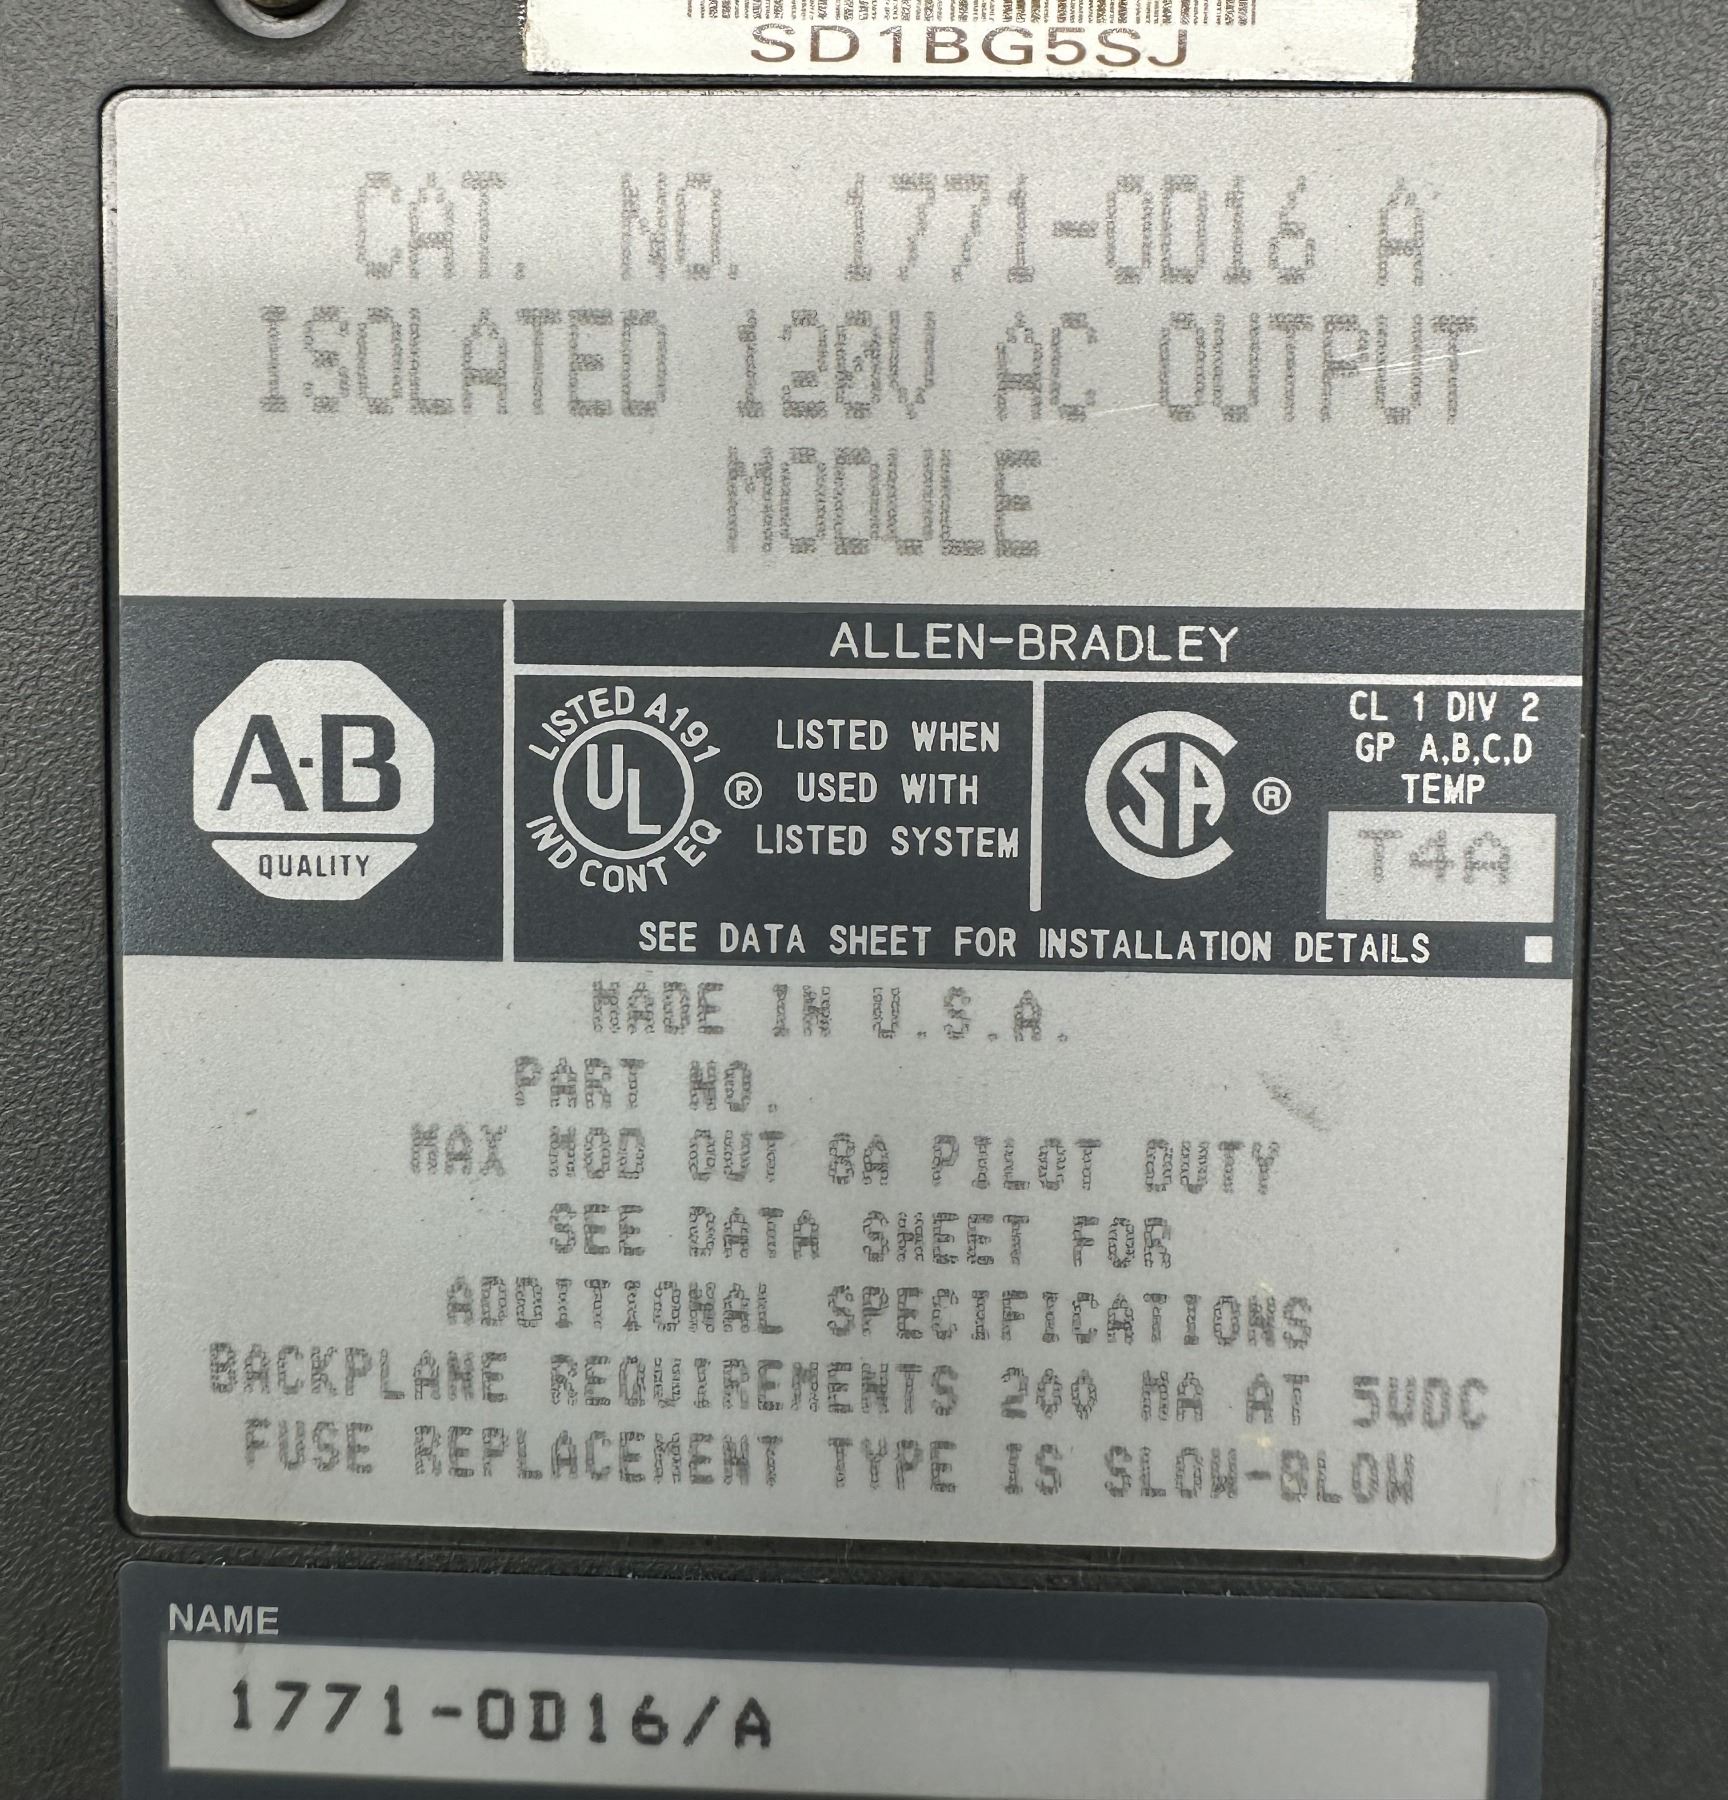 SD1BG5SJ
CAT. NO. 1771-OD16 A
ISOLATED 120V AC OUTPUT
MODULE
ALLEN-BRADLEY
A-B
QUALITY
LISTED A191
UL
IND CONT EQ
®
LISTED WHEN
USED WITH
LISTED SYSTEM
SA ®
CL 1 DIV 2
GP A,B,C,D
TEMP
T4A
SEE DATA SHEET FOR INSTALLATION DETAILS
MADE IN U.S.A.
PART NO.
MAX MOD OUT 8A PILOT DUTY
SEE DATA SHEET FOR
ADDITIONAL SPECIFICATIONS
BACKPLANE REQUIREMENTS 200 MA AT 5VDC
FUSE REPLACEMENT TYPE IS SLOW-BLOW
NAME
1771-OD16/A